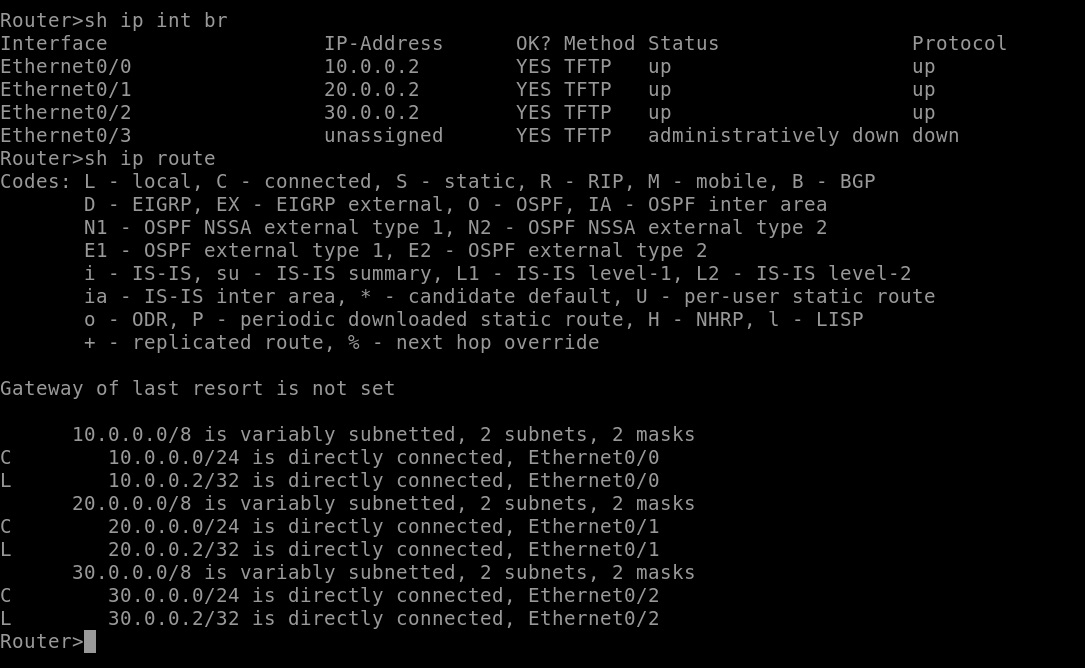 Router>sh ip int br
Interface                  IP-Address      OK? Method Status                Protocol
Ethernet0/0                10.0.0.2        YES TFTP   up                    up
Ethernet0/1                20.0.0.2        YES TFTP   up                    up
Ethernet0/2                30.0.0.2        YES TFTP   up                    up
Ethernet0/3                unassigned      YES TFTP   administratively down down
Router>sh ip route
Codes: L - local, C - connected, S - static, R - RIP, M - mobile, B - BGP
       D - EIGRP, EX - EIGRP external, O - OSPF, IA - OSPF inter area
       N1 - OSPF NSSA external type 1, N2 - OSPF NSSA external type 2
       E1 - OSPF external type 1, E2 - OSPF external type 2
       i - IS-IS, su - IS-IS summary, L1 - IS-IS level-1, L2 - IS-IS level-2
       ia - IS-IS inter area, * - candidate default, U - per-user static route
       o - ODR, P - periodic downloaded static route, H - NHRP, l - LISP
       + - replicated route, % - next hop override

Gateway of last resort is not set

      10.0.0.0/8 is variably subnetted, 2 subnets, 2 masks
C        10.0.0.0/24 is directly connected, Ethernet0/0
L        10.0.0.2/32 is directly connected, Ethernet0/0
      20.0.0.0/8 is variably subnetted, 2 subnets, 2 masks
C        20.0.0.0/24 is directly connected, Ethernet0/1
L        20.0.0.2/32 is directly connected, Ethernet0/1
      30.0.0.0/8 is variably subnetted, 2 subnets, 2 masks
C        30.0.0.0/24 is directly connected, Ethernet0/2
L        30.0.0.2/32 is directly connected, Ethernet0/2
Router>